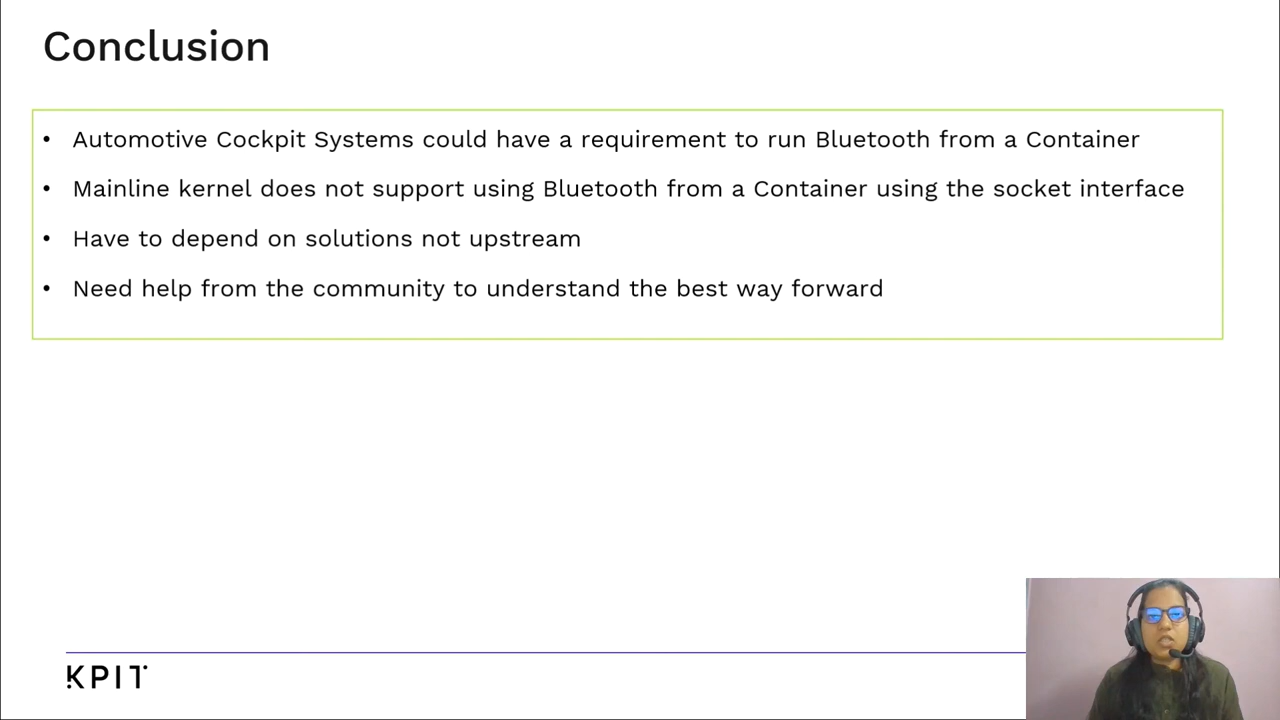 Conclusion
• Automotive Cockpit Systems could have a requirement to run Bluetooth from a Container
• Mainline kernel does not support using Bluetooth from a Container using the socket interface
• Have to depend on solutions not upstream
• Need help from the community to understand the best way forward
KPIT